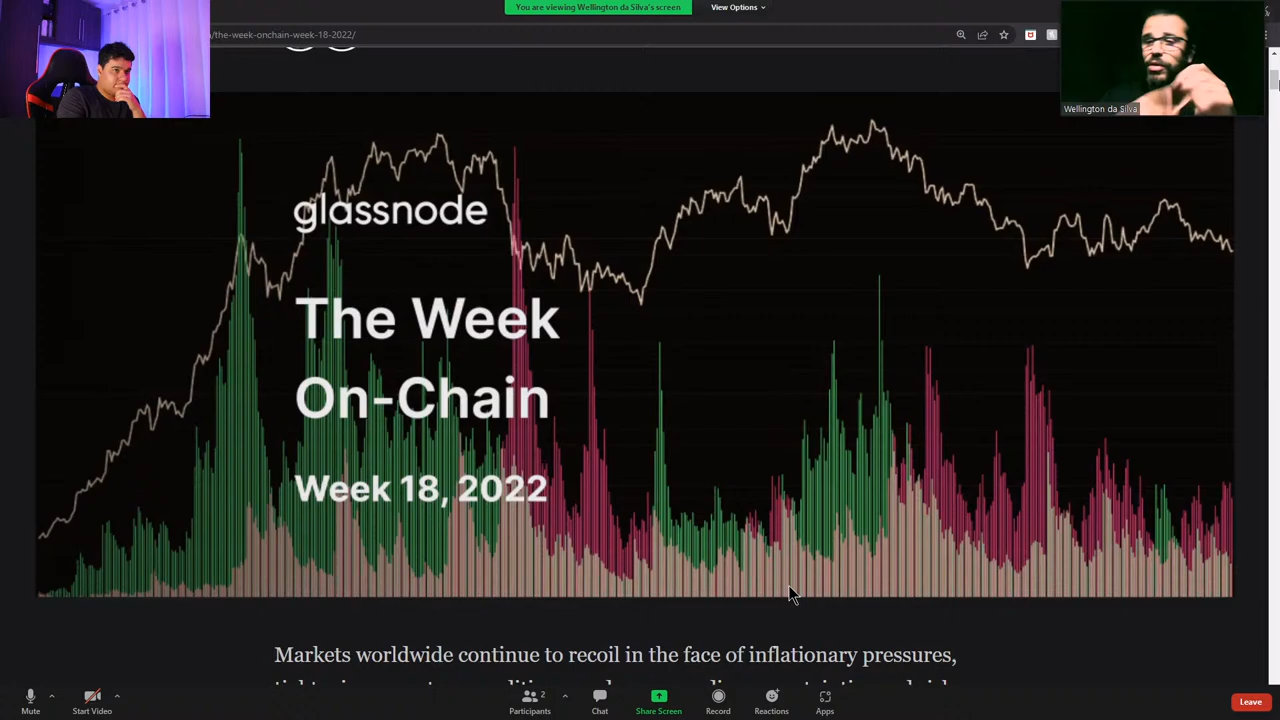 You are viewing Wellington da Silva's screen
View Options
/the-week-onchain-week-18-2022/
Wellington da Silva
glassnode
The Week
On-Chain
Week 18, 2022
Markets worldwide continue to recoil in the face of inflationary pressures,
Mute
Start Video
Participants
2
Chat
Share Screen
Record
Reactions
Apps
Leave